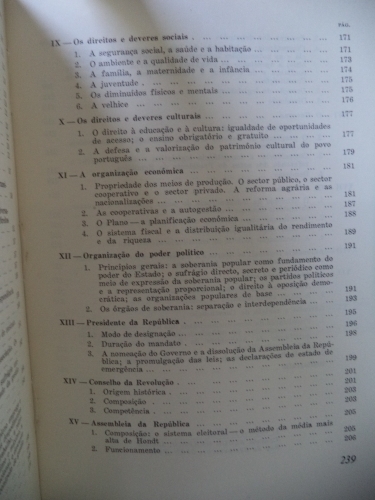 PÁG.
IX — Os direitos e deveres sociais ... 171
1. A segurança social, a saúde e a habitação ... 171
2. O ambiente e a qualidade de vida ... 173
3. A família, a maternidade e a infância ... 174
4. A juventude ... 175
5. Os diminuídos físicos e mentais ... 175
6. A velhice ... 176
X — Os direitos e deveres culturais ... 177
1. O direito à educação e à cultura: igualdade de oportunidades
de acesso; o ensino obrigatório e gratuito ... 177
2. A defesa e a valorização do património cultural do povo
português ... 179
XI — A organização económica ... 181
1. Propriedade dos meios de produção. O sector público, o sector
cooperativo e o sector privado. A reforma agrária e as
nacionalizações ... 181
2. As cooperativas e a autogestão ... 187
3. O Plano — a planificação económica ... 188
4. O sistema fiscal e a distribuição igualitária do rendimento
e da riqueza ... 189
XII — Organização do poder político ... 191
1. Princípios gerais: a soberania popular como fundamento do
poder do Estado; o sufrágio directo, secreto e periódico como
meio de expressão da soberania popular; os partidos políticos
e a representação proporcional; o direito à oposição demo-
crática; as organizações populares de base ... 191
2. Os órgãos de soberania: separação e interdependência ... 193
XIII — Presidente da República ... 195
1. Modo de designação ... 196
2. Duração do mandato ... 198
3. A nomeação do Governo e a dissolução da Assembleia da Repú-
blica; a promulgação das leis; as declarações de estado de
emergência ... 199
XIV — Conselho da Revolução ... 201
1. Origem histórica ... 201
2. Composição ... 203
3. Competência ... 203
XV — Assembleia da República ... 205
1. Composição: o sistema eleitoral — o método da média mais
alta de Hondt ... 205
2. Funcionamento ... 206
239